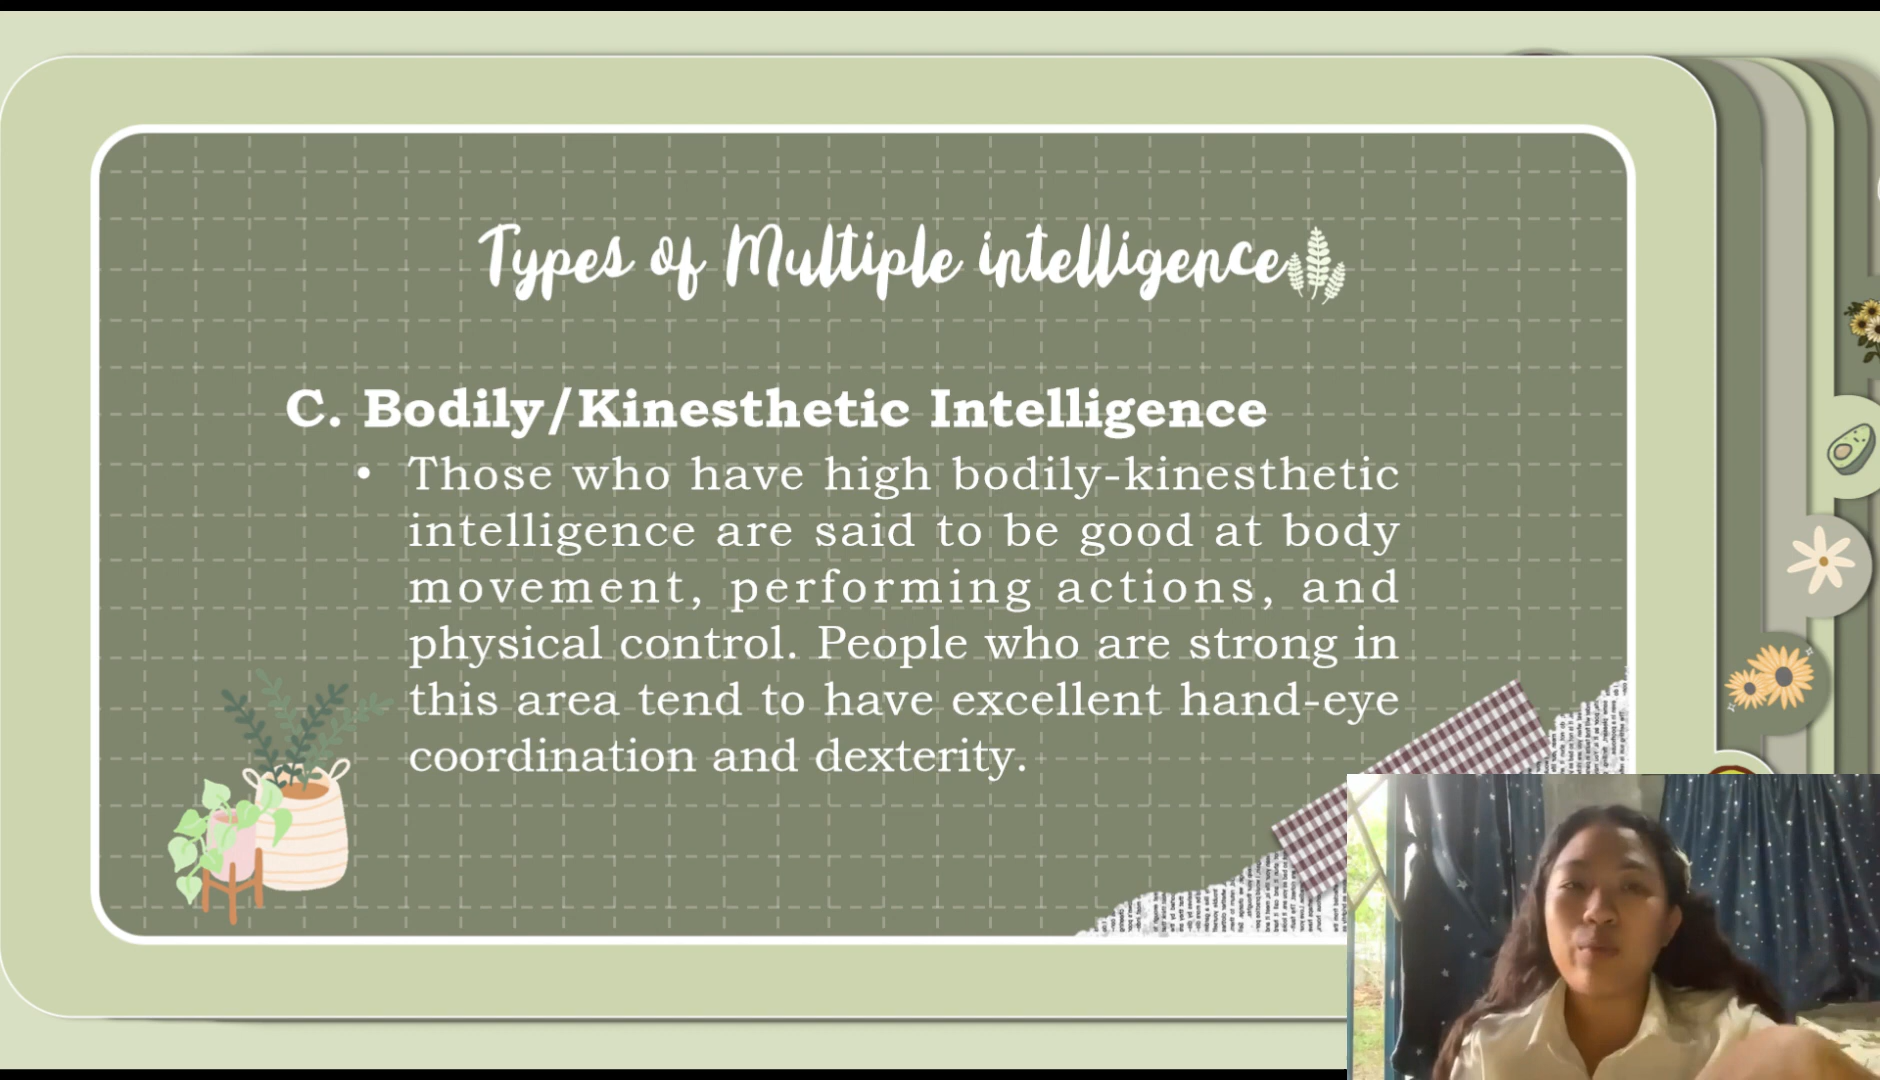 Types of Multiple intelligence
C. Bodily/Kinesthetic Intelligence
• Those who have high bodily-kinesthetic
intelligence are said to be good at body
movement, performing actions, and
physical control. People who are strong in
this area tend to have excellent hand-eye
coordination and dexterity.